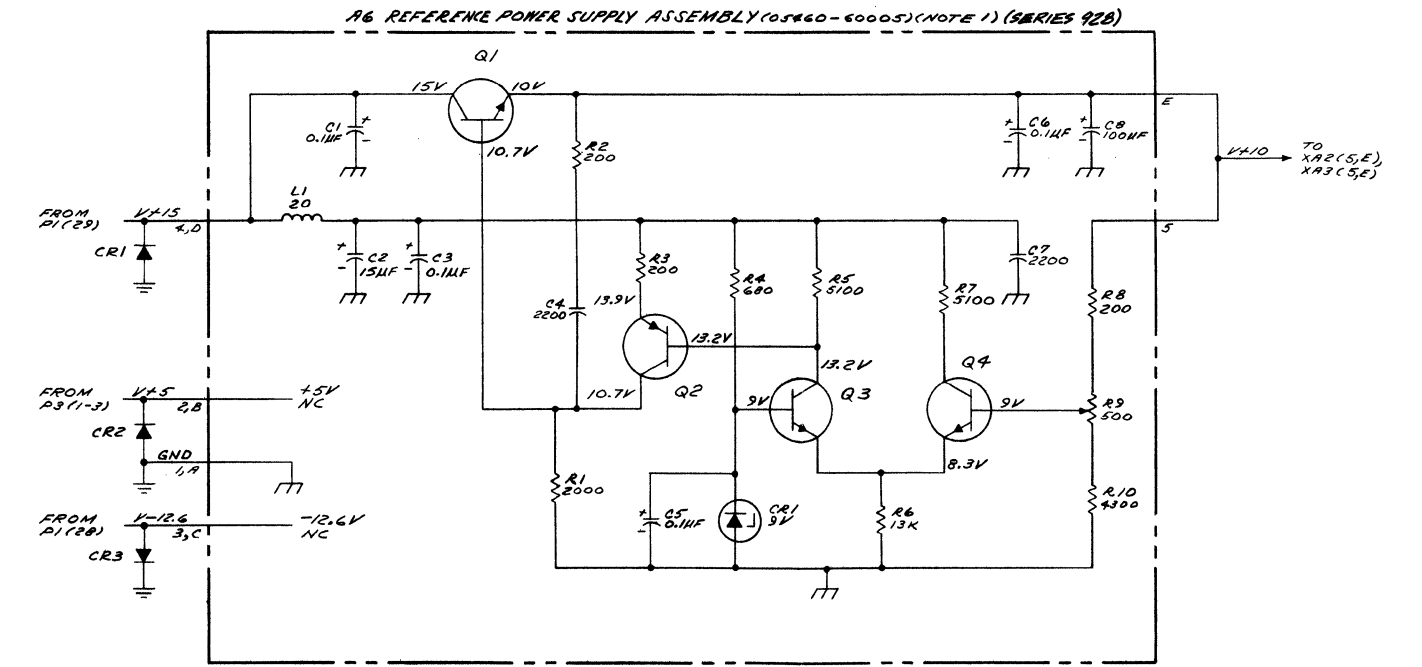 A6 REFERENCE POWER SUPPLY ASSEMBLY (05460-60005) (NOTE 1) (SERIES 928)
Q1
15V
10V
10.7V
C1
0.1µF
+
-
R2
200
+
-
C6
0.1µF
+
-
C8
100µF
E
V+10
TO
XA2(5,E),
XA3(5,E)
5
FROM
P1(29)
V+15
4,D
CR1
L1
20
+
-
C2
15µF
+
-
C3
0.1µF
C4
2200
R3
200
13.9V
Q2
10.7V
13.2V
R4
680
R5
5100
13.2V
Q3
9V
R7
5100
Q4
9V
8.3V
C7
2200
R8
200
R9
500
R10
4300
FROM
P3(1-3)
V+5
2,B
+5V
NC
CR2
GND
1,A
FROM
P1(28)
V-12.6
3,C
-12.6V
NC
CR3
R1
2000
+
-
C5
0.1µF
CR1
9V
R6
13K